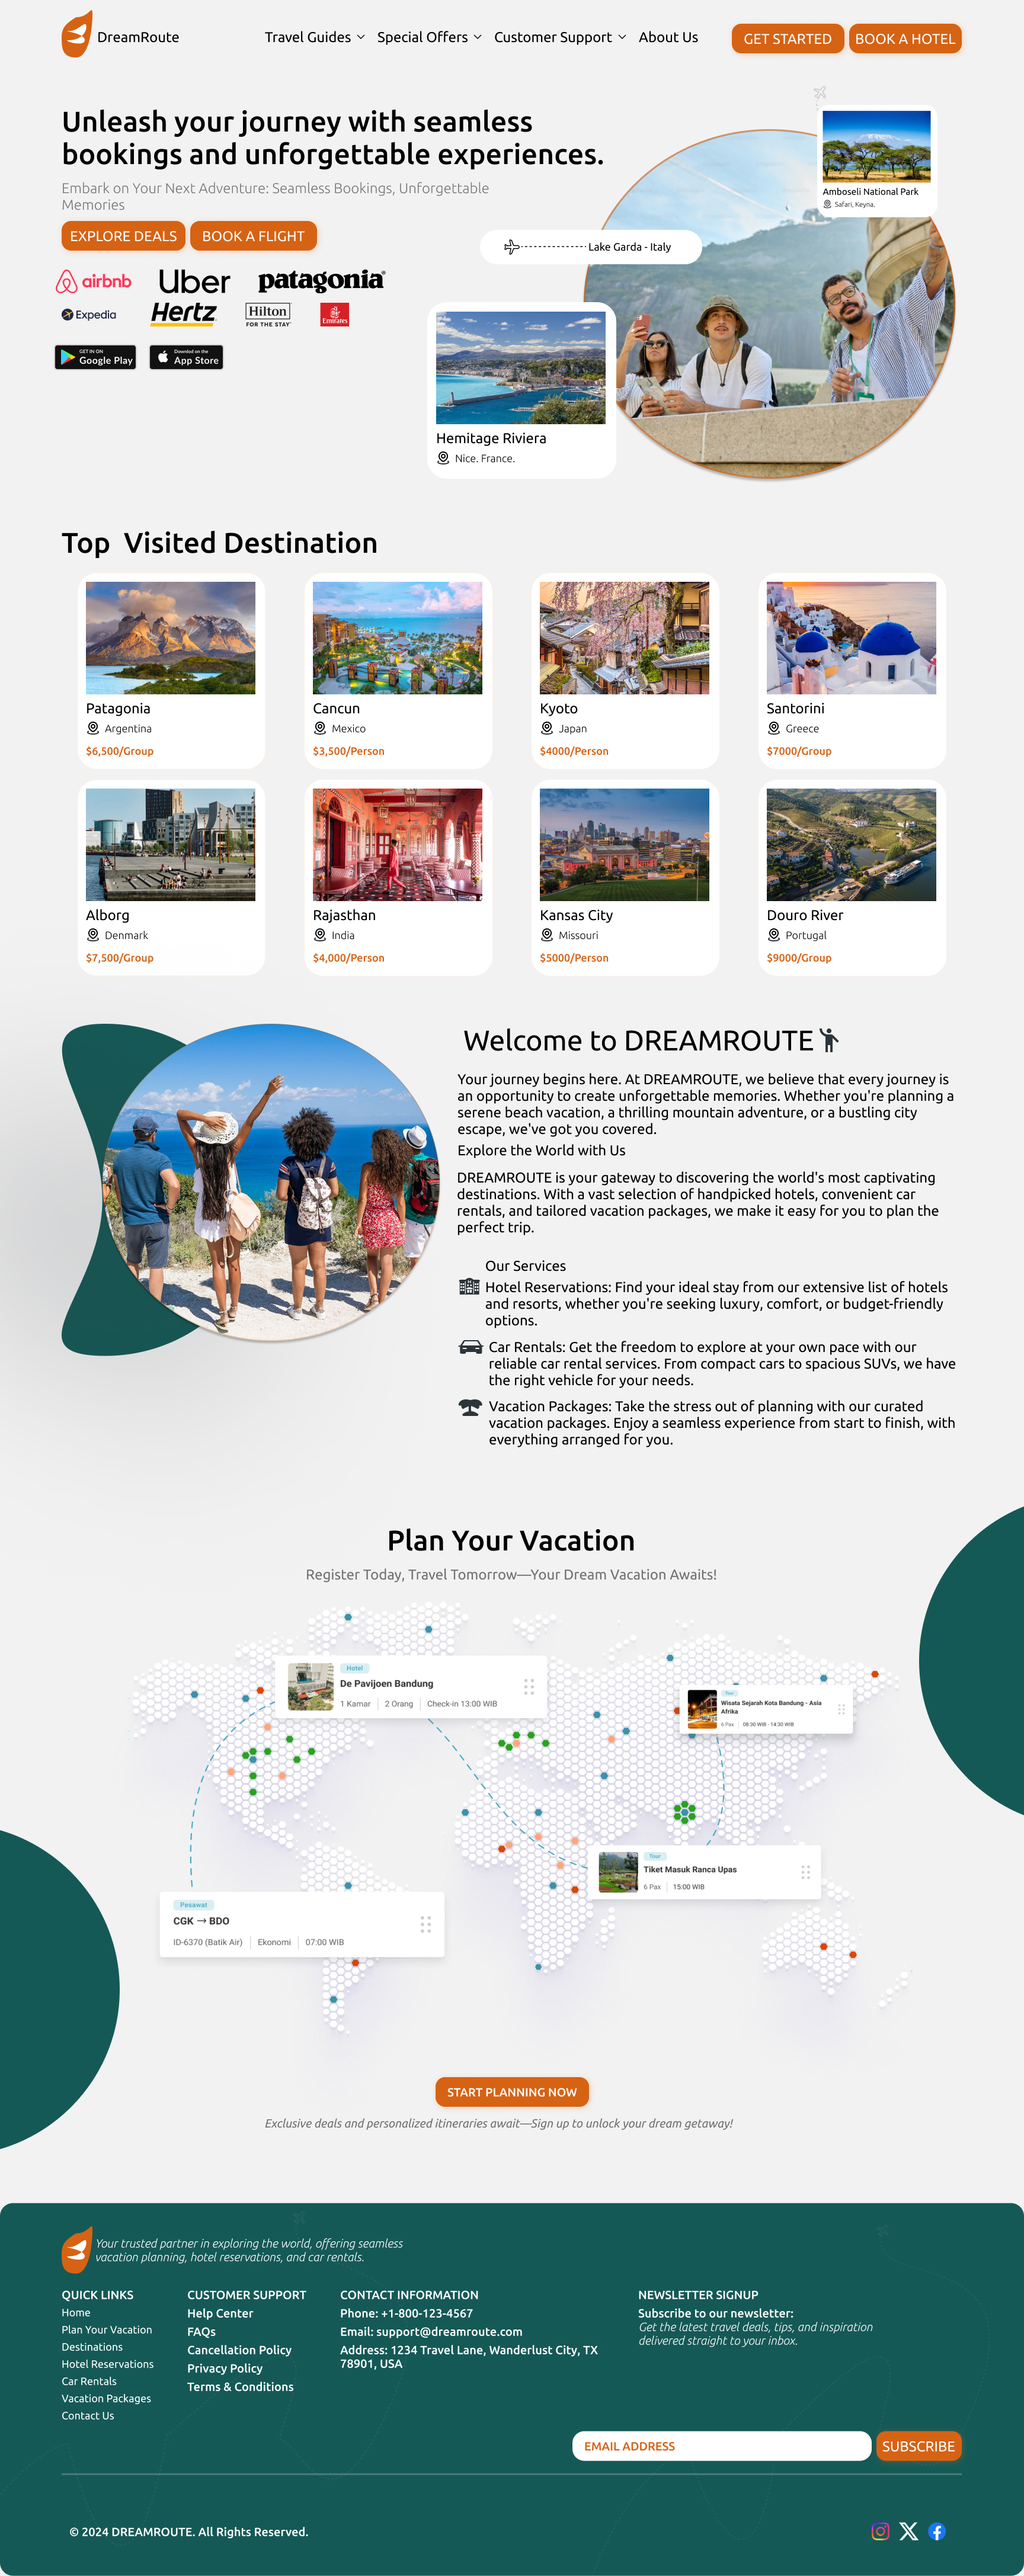 DreamRoute
Travel Guides
Special Offers
Customer Support
About Us
GET STARTED
BOOK A HOTEL
Unleash your journey with seamless
bookings and unforgettable experiences.
Embark on Your Next Adventure: Seamless Bookings, Unforgettable
Memories
EXPLORE DEALS
BOOK A FLIGHT
airbnb
Uber
patagonia
Expedia
Hertz
Hilton
FOR THE STAY
Emirates
GET IN ON
Google Play
Download on the
App Store
Amboseli National Park
Safari, Keyna.
Lake Garda - Italy
Hemitage Riviera
Nice. France.
Top Visited Destination
Patagonia
Argentina
$6,500/Group
Cancun
Mexico
$3,500/Person
Kyoto
Japan
$4000/Person
Santorini
Greece
$7000/Group
Alborg
Denmark
$7,500/Group
Rajasthan
India
$4,000/Person
Kansas City
Missouri
$5000/Person
Douro River
Portugal
$9000/Group
Welcome to DREAMROUTE
Your journey begins here. At DREAMROUTE, we believe that every journey is
an opportunity to create unforgettable memories. Whether you're planning a
serene beach vacation, a thrilling mountain adventure, or a bustling city
escape, we've got you covered.
Explore the World with Us
DREAMROUTE is your gateway to discovering the world's most captivating
destinations. With a vast selection of handpicked hotels, convenient car
rentals, and tailored vacation packages, we make it easy for you to plan the
perfect trip.
Our Services
Hotel Reservations: Find your ideal stay from our extensive list of hotels
and resorts, whether you're seeking luxury, comfort, or budget-friendly
options.
Car Rentals: Get the freedom to explore at your own pace with our
reliable car rental services. From compact cars to spacious SUVs, we have
the right vehicle for your needs.
Vacation Packages: Take the stress out of planning with our curated
vacation packages. Enjoy a seamless experience from start to finish, with
everything arranged for you.
Plan Your Vacation
Register Today, Travel Tomorrow—Your Dream Vacation Awaits!
Hotel
De Pavijoen Bandung
1 Kamar
2 Orang
Check-in 13:00 WIB
Tour
Wisata Sejarah Kota Bandung - Asia
Afrika
6 Pax
08:30 WIB - 14:30 WIB
Tour
Tiket Masuk Ranca Upas
6 Pax
15:00 WIB
Pesawat
CGK → BDO
ID-6370 (Batik Air)
Ekonomi
07:00 WIB
START PLANNING NOW
Exclusive deals and personalized itineraries await—Sign up to unlock your dream getaway!
Your trusted partner in exploring the world, offering seamless
vacation planning, hotel reservations, and car rentals.
QUICK LINKS
Home
Plan Your Vacation
Destinations
Hotel Reservations
Car Rentals
Vacation Packages
Contact Us
CUSTOMER SUPPORT
Help Center
FAQs
Cancellation Policy
Privacy Policy
Terms & Conditions
CONTACT INFORMATION
Phone: +1-800-123-4567
Email: support@dreamroute.com
Address: 1234 Travel Lane, Wanderlust City, TX
78901, USA
NEWSLETTER SIGNUP
Subscribe to our newsletter:
Get the latest travel deals, tips, and inspiration
delivered straight to your inbox.
EMAIL ADDRESS
SUBSCRIBE
© 2024 DREAMROUTE. All Rights Reserved.